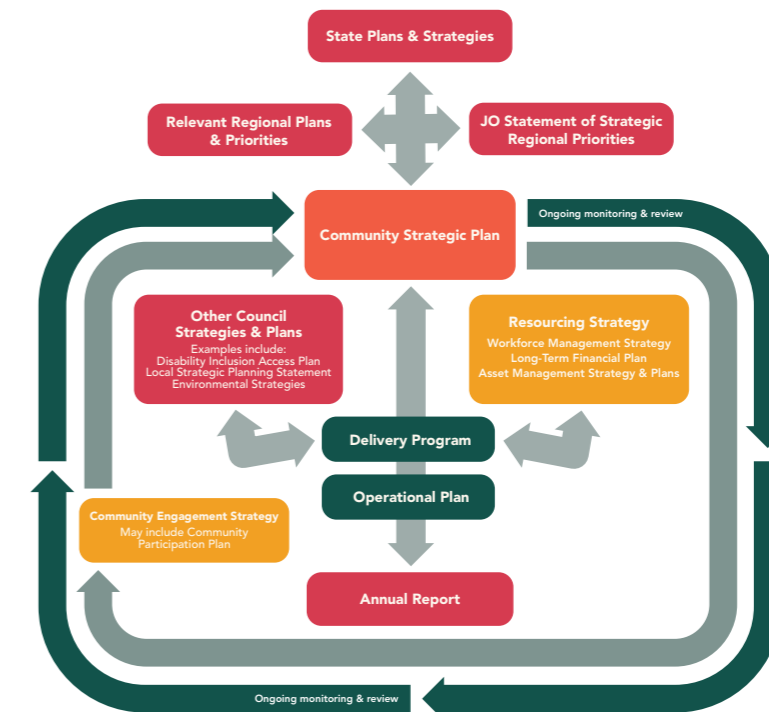 State Plans & Strategies
Relevant Regional Plans
& Priorities
JO Statement of Strategic
Regional Priorities
Community Strategic Plan
Ongoing monitoring & review
Other Council
Strategies & Plans
Examples include:
Disability Inclusion Access Plan
Local Strategic Planning Statement
Environmental Strategies
Resourcing Strategy
Workforce Management Strategy
Long-Term Financial Plan
Asset Management Strategy & Plans
Delivery Program
Operational Plan
Community Engagement Strategy
May include Community
Participation Plan
Annual Report
Ongoing monitoring & review